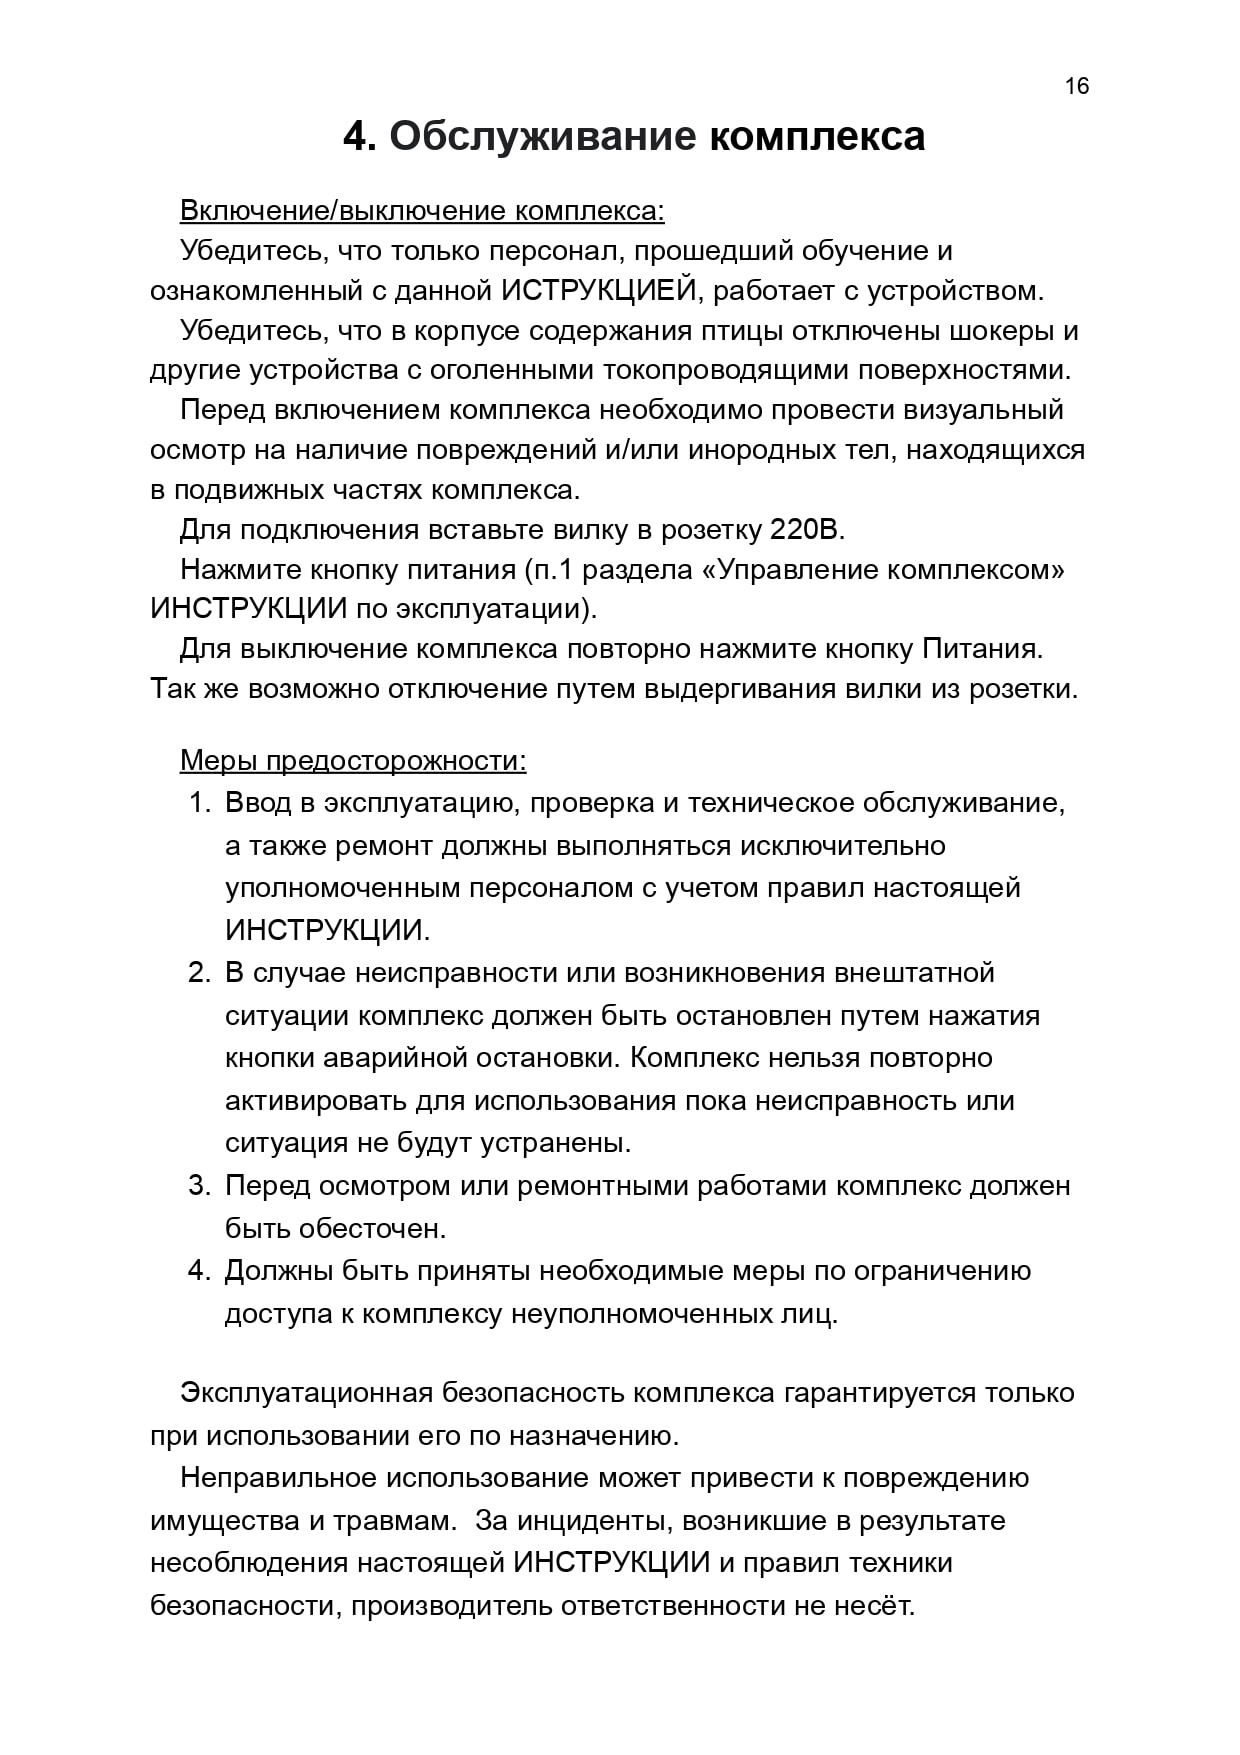 16
4. Обслуживание комплекса
Включение/выключение комплекса:
Убедитесь, что только персонал, прошедший обучение и
ознакомленный с данной ИСТРУКЦИЕЙ, работает с устройством.
Убедитесь, что в корпусе содержания птицы отключены шокеры и
другие устройства с оголенными токопроводящими поверхностями.
Перед включением комплекса необходимо провести визуальный
осмотр на наличие повреждений и/или инородных тел, находящихся
в подвижных частях комплекса.
Для подключения вставьте вилку в розетку 220В.
Нажмите кнопку питания (п.1 раздела «Управление комплексом»
ИНСТРУКЦИИ по эксплуатации).
Для выключение комплекса повторно нажмите кнопку Питания.
Так же возможно отключение путем выдергивания вилки из розетки.
Меры предосторожности:
1. Ввод в эксплуатацию, проверка и техническое обслуживание,
а также ремонт должны выполняться исключительно
уполномоченным персоналом с учетом правил настоящей
ИНСТРУКЦИИ.
2. В случае неисправности или возникновения внештатной
ситуации комплекс должен быть остановлен путем нажатия
кнопки аварийной остановки. Комплекс нельзя повторно
активировать для использования пока неисправность или
ситуация не будут устранены.
3. Перед осмотром или ремонтными работами комплекс должен
быть обесточен.
4. Должны быть приняты необходимые меры по ограничению
доступа к комплексу неуполномоченных лиц.
Эксплуатационная безопасность комплекса гарантируется только
при использовании его по назначению.
Неправильное использование может привести к повреждению
имущества и травмам.  За инциденты, возникшие в результате
несоблюдения настоящей ИНСТРУКЦИИ и правил техники
безопасности, производитель ответственности не несёт.